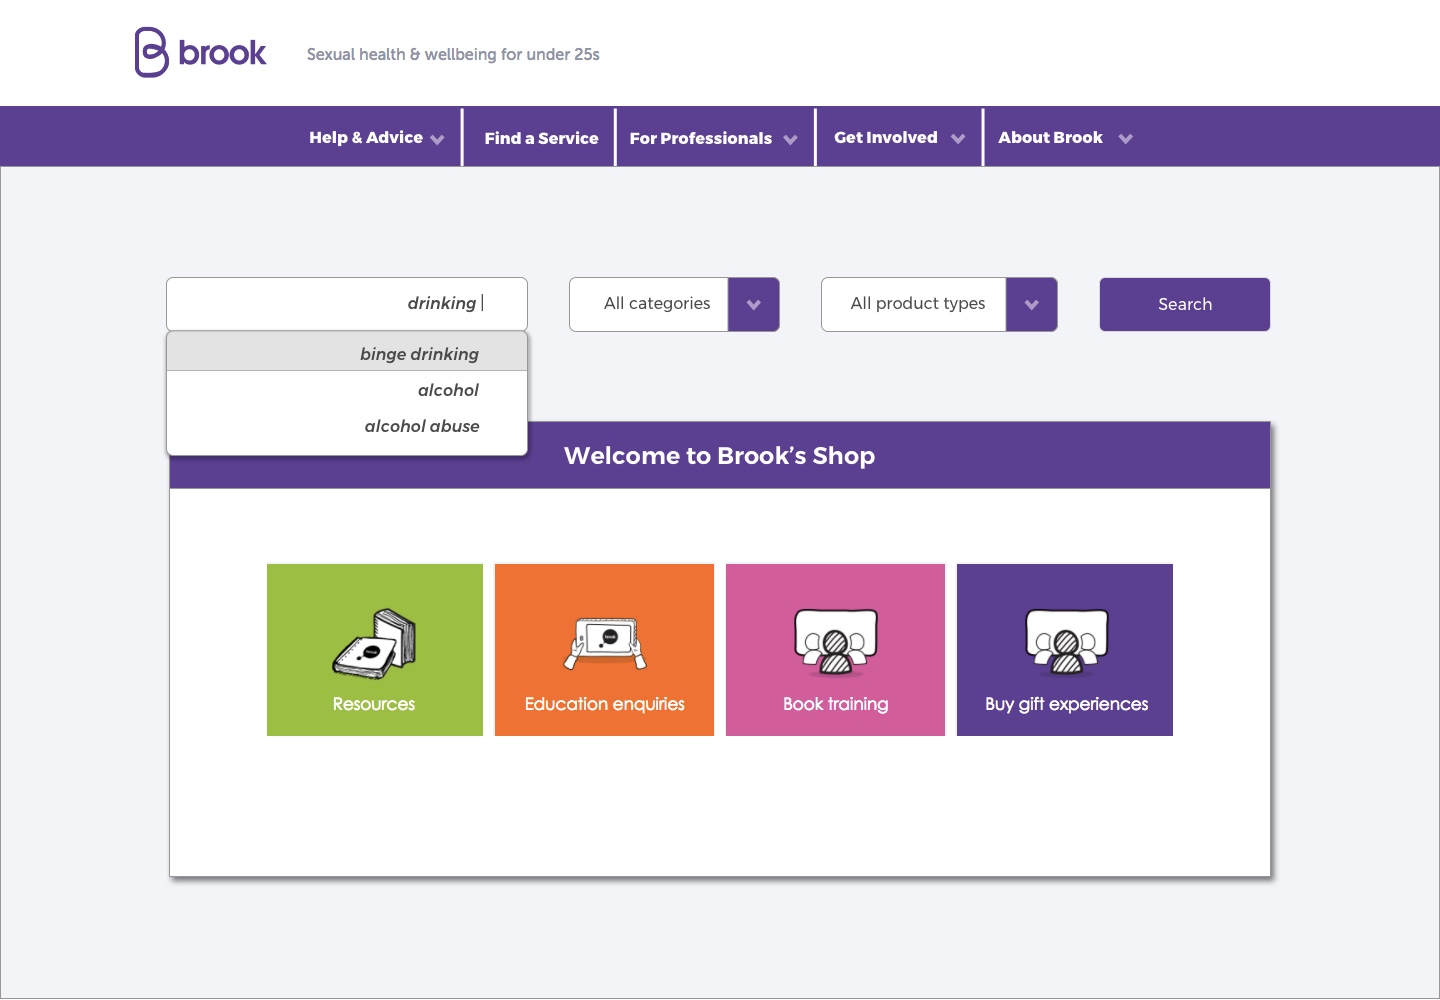 brook
Sexual health & wellbeing for under 25s
Help & Advice
Find a Service
For Professionals
Get Involved
About Brook
drinking
All categories
All product types
Search
binge drinking
alcohol
alcohol abuse
Welcome to Brook's Shop
brook
brook
Resources
Education enquiries
Book training
Buy gift experiences